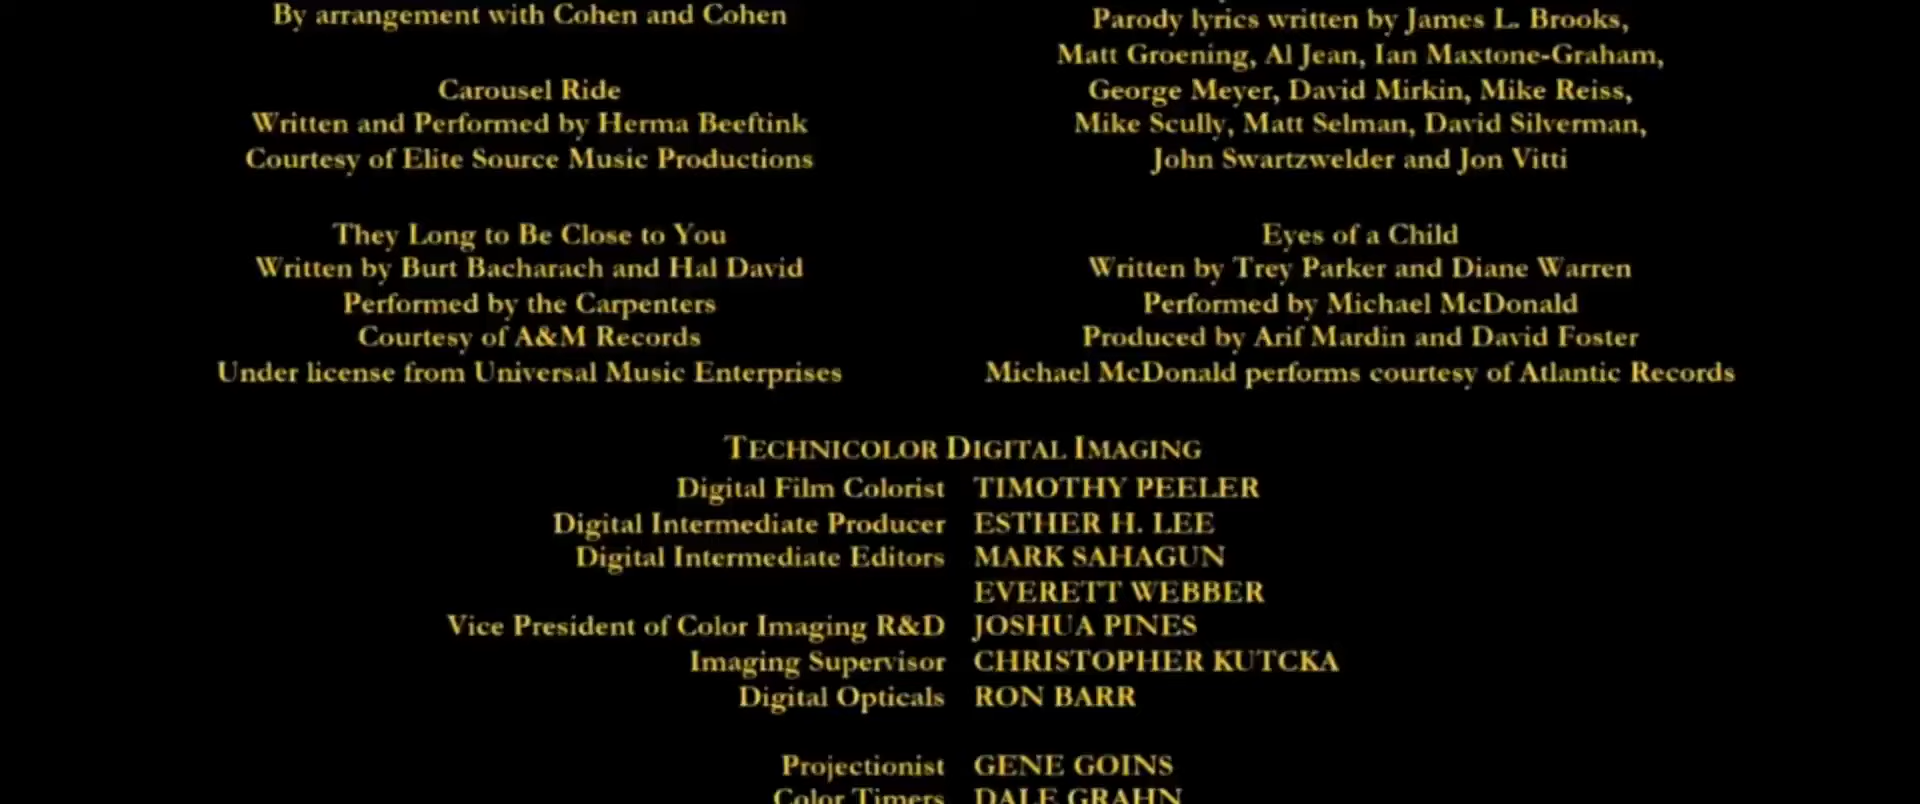 By arrangement with Cohen and Cohen
Carousel Ride
Written and Performed by Herma Beeftink
Courtesy of Elite Source Music Productions
They Long to Be Close to You
Written by Burt Bacharach and Hal David
Performed by the Carpenters
Courtesy of A&M Records
Under license from Universal Music Enterprises
Parody lyrics written by James L. Brooks,
Matt Groening, Al Jean, Ian Maxtone-Graham,
George Meyer, David Mirkin, Mike Reiss,
Mike Scully, Matt Selman, David Silverman,
John Swartzwelder and Jon Vitti
Eyes of a Child
Written by Trey Parker and Diane Warren
Performed by Michael McDonald
Produced by Arif Mardin and David Foster
Michael McDonald performs courtesy of Atlantic Records
TECHNICOLOR DIGITAL IMAGING
Digital Film Colorist TIMOTHY PEELER
Digital Intermediate Producer ESTHER H. LEE
Digital Intermediate Editors MARK SAHAGUN
EVERETT WEBBER
Vice President of Color Imaging R&D JOSHUA PINES
Imaging Supervisor CHRISTOPHER KUTCKA
Digital Opticals RON BARR
Projectionist GENE GOINS
Color Timers DALE GRAHN